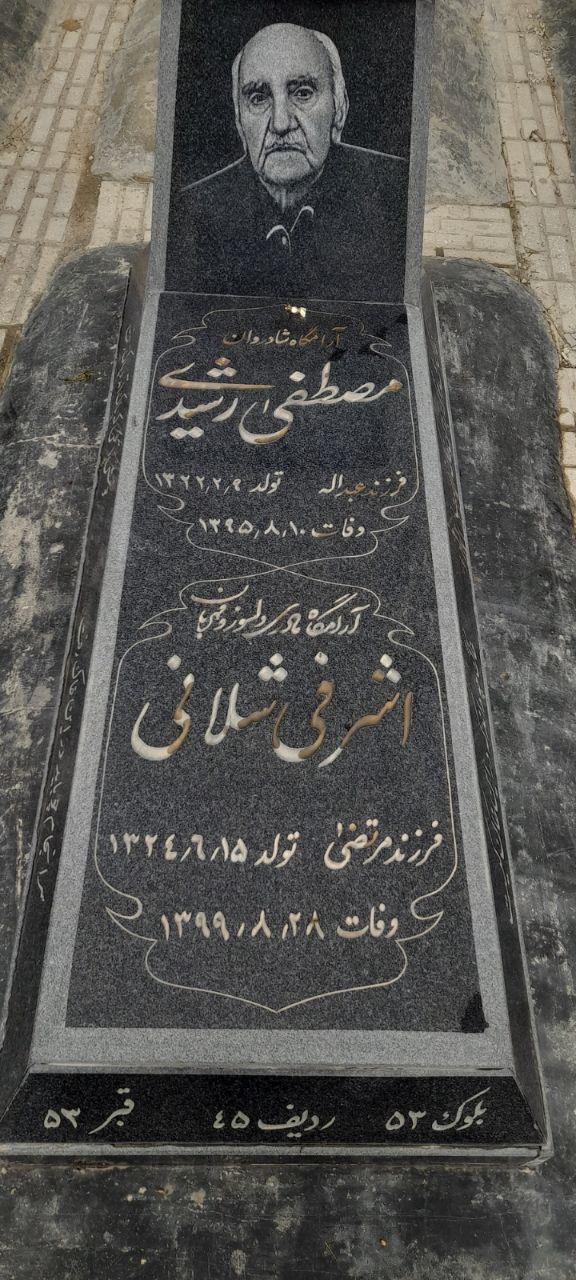 آرامگاه شادروان
مصطفی رشیدی
فرزند عبداله تولد ۱۳۲۲٫۲٫۹
وفات ۱۳۹۵٫۸٫۱۰
آرامگاه مادری دلسوز و مهربان
اشرفی شلانی
فرزند مرتضیٰ تولد ۱۳۲۴٫۶٫۱۵
وفات ۱۳۹۹٫۸٫۲۸
بلوک ۵۳ ردیف ۴۵ قبر ۵۳